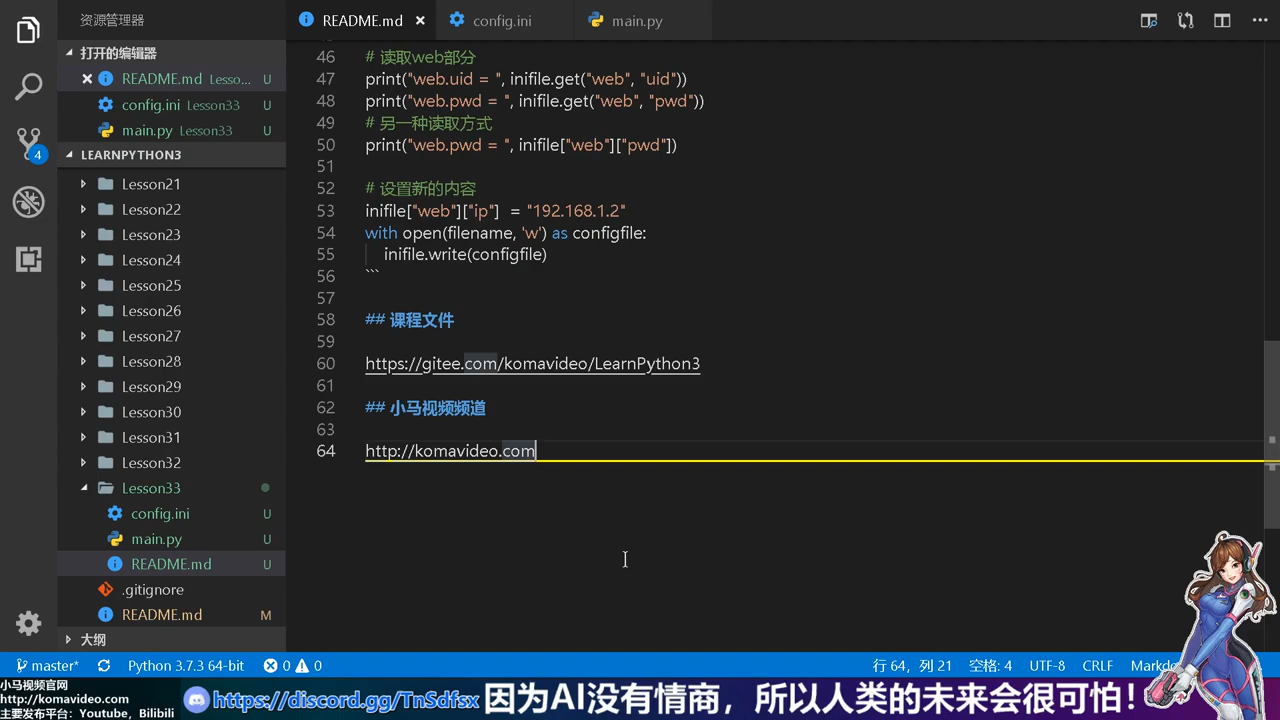 资源管理器
README.md
config.ini
main.py
打开的编辑器
README.md Lesso... U
config.ini Lesson33 U
main.py Lesson33 U
4
LEARNPYTHON3
Lesson21
Lesson22
Lesson23
Lesson24
Lesson25
Lesson26
Lesson27
Lesson28
Lesson29
Lesson30
Lesson31
Lesson32
Lesson33
config.ini U
main.py U
README.md U
.gitignore
README.md M
大纲
46 # 读取web部分
47 print("web.uid = ", inifile.get("web", "uid"))
48 print("web.pwd = ", inifile.get("web", "pwd"))
49 # 另一种读取方式
50 print("web.pwd = ", inifile["web"]["pwd"])
51
52 # 设置新的内容
53 inifile["web"]["ip"] = "192.168.1.2"
54 with open(filename, 'w') as configfile:
55 inifile.write(configfile)
56 ```
57
58 ## 课程文件
59
60 https://gitee.com/komavideo/LearnPython3
61
62 ## 小马视频频道
63
64 http://komavideo.com
master* Python 3.7.3 64-bit 0 0 行 64，列 21 空格: 4 UTF-8 CRLF Markdo
小马视频官网
http://komavideo.com
主要发布平台: Youtube, Bilibili
https://discord.gg/TnSdfsx 因为AI没有情商，所以人类的未来会很可怕！